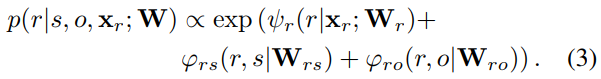 p(r|s, o, x_r; W) ∝ exp (ψ_r(r|x_r; W_r)+
φ_rs(r, s|W_rs) + φ_ro(r, o|W_ro)) . (3)